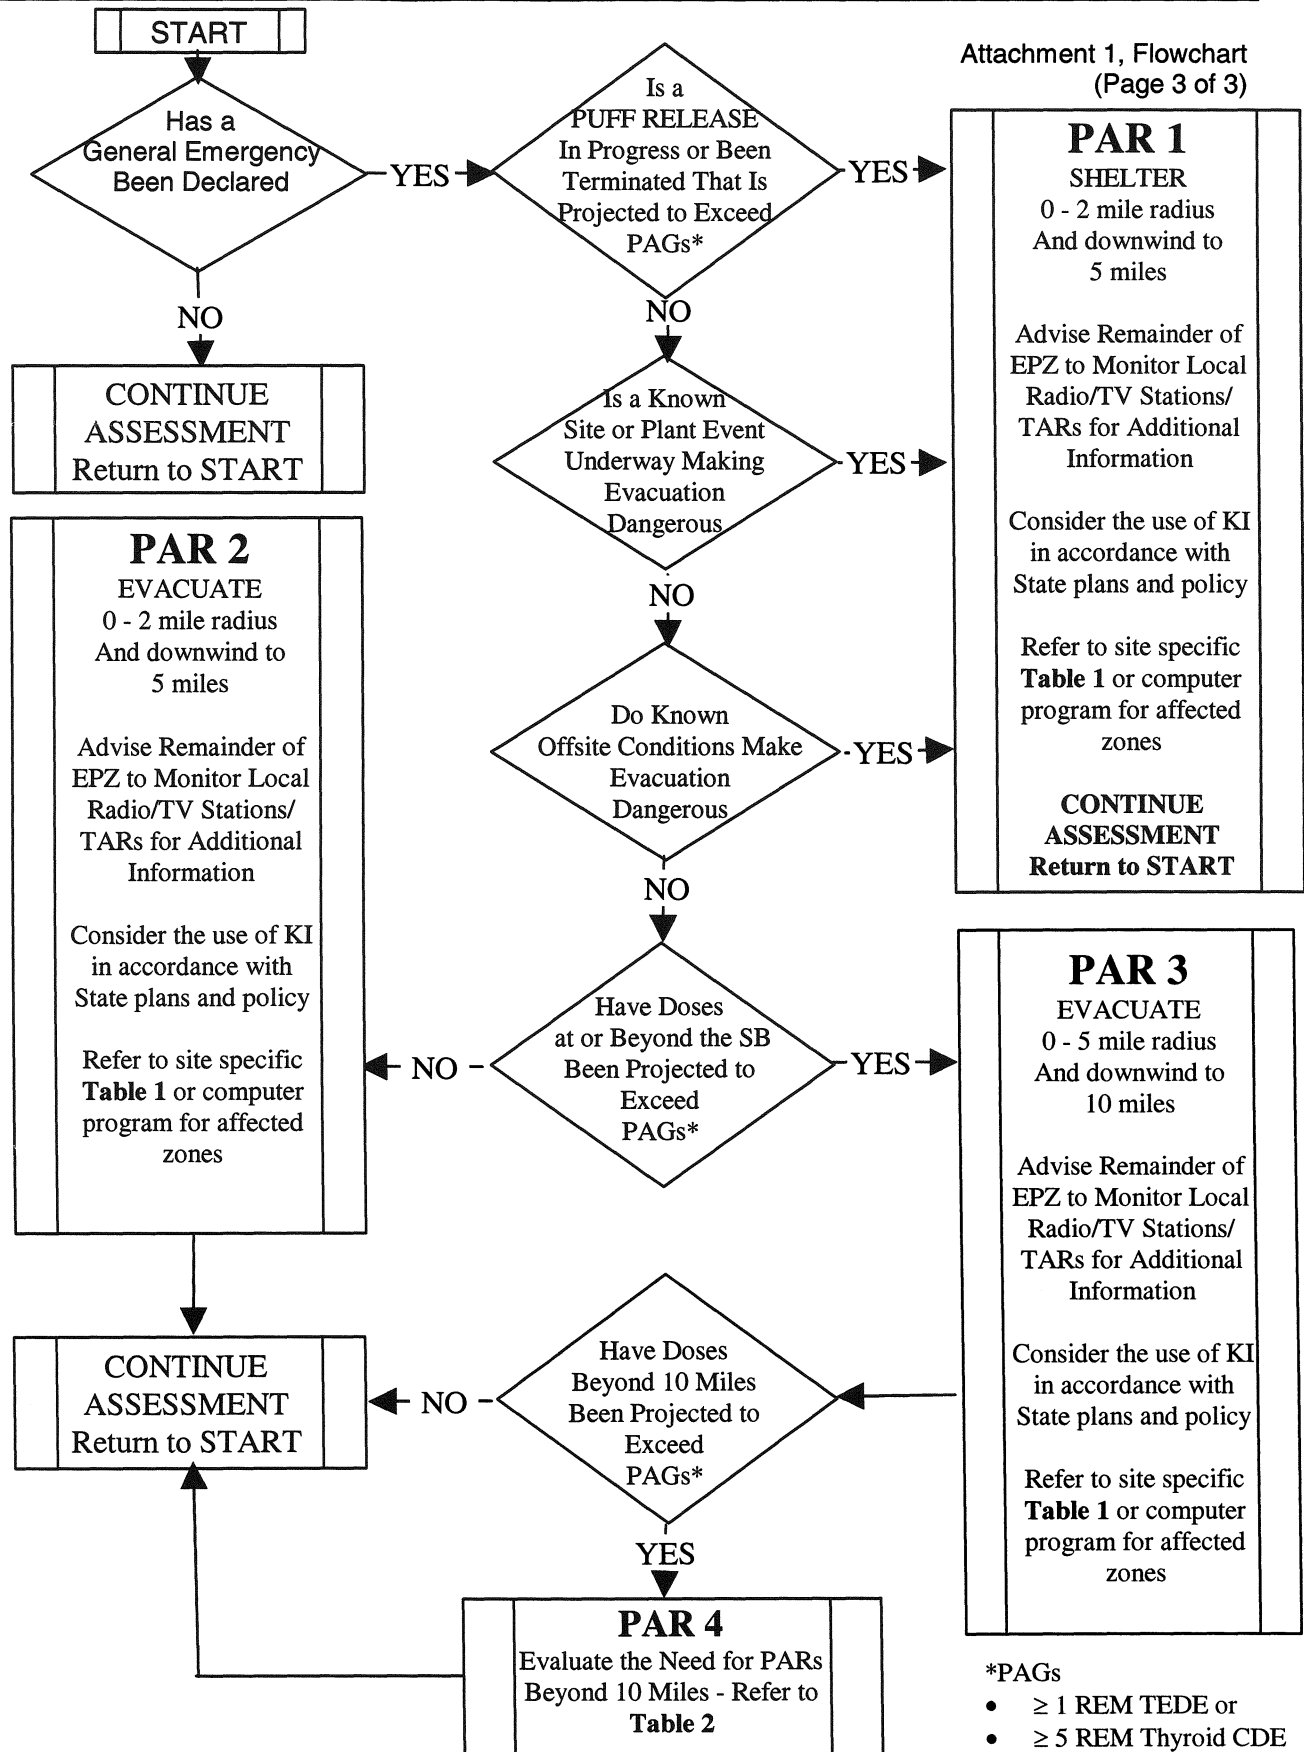 START
Attachment 1, Flowchart
(Page 3 of 3)
Has a
General Emergency
Been Declared
YES
Is a
PUFF RELEASE
In Progress or Been
Terminated That Is
Projected to Exceed
PAGs*
YES
PAR 1
SHELTER
0 - 2 mile radius
And downwind to
5 miles
Advise Remainder of
EPZ to Monitor Local
Radio/TV Stations/
TARs for Additional
Information
Consider the use of KI
in accordance with
State plans and policy
Refer to site specific
Table 1 or computer
program for affected
zones
CONTINUE
ASSESSMENT
Return to START
NO
CONTINUE
ASSESSMENT
Return to START
NO
Is a Known
Site or Plant Event
Underway Making
Evacuation
Dangerous
YES
NO
Do Known
Offsite Conditions Make
Evacuation
Dangerous
YES
NO
Have Doses
at or Beyond the SB
Been Projected to
Exceed
PAGs*
NO
YES
PAR 2
EVACUATE
0 - 2 mile radius
And downwind to
5 miles
Advise Remainder of
EPZ to Monitor Local
Radio/TV Stations/
TARs for Additional
Information
Consider the use of KI
in accordance with
State plans and policy
Refer to site specific
Table 1 or computer
program for affected
zones
PAR 3
EVACUATE
0 - 5 mile radius
And downwind to
10 miles
Advise Remainder of
EPZ to Monitor Local
Radio/TV Stations/
TARs for Additional
Information
Consider the use of KI
in accordance with
State plans and policy
Refer to site specific
Table 1 or computer
program for affected
zones
Have Doses
Beyond 10 Miles
Been Projected to
Exceed
PAGs*
NO
CONTINUE
ASSESSMENT
Return to START
YES
PAR 4
Evaluate the Need for PARs
Beyond 10 Miles - Refer to
Table 2
*PAGs
• ≥ 1 REM TEDE or
• ≥ 5 REM Thyroid CDE